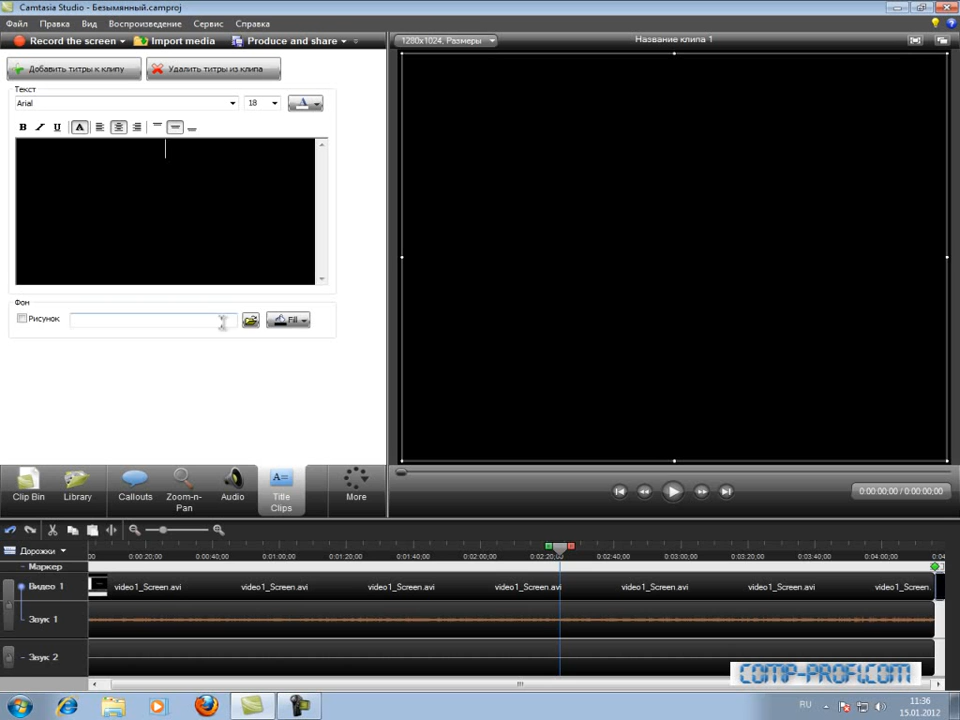 Camtasia Studio - Безымянный.camproj
Файл Правка Вид Воспроизведение Сервис Справка
Record the screen Import media Produce and share
1280x1024, Размеры
Название клипа 1
Добавить титры к клипу
Удалить титры из клипа
Текст
Arial 18 A
B I U A
Фон
Рисунок Fill
Clip Bin
Library
Callouts
Zoom-n-Pan
Audio
A=
Title Clips
More
0:00:00;00 / 0:00:00;00
Дорожки
00 0:00:20;00 0:00:40;00 0:01:00;00 0:01:20;00 0:01:40;00 0:02:00;00 0:02:20;00 0:02:40;00 0:03:00;00 0:03:20;00 0:03:40;00 0:04:00;00 0:04
Маркер
Видео 1 video1_Screen.avi video1_Screen.avi video1_Screen.avi video1_Screen.avi video1_Screen.avi video1_Screen.avi video1_Screen.
Звук 1
Звук 2
COMP-PROFI.COM
RU
11:36
15.01.2012